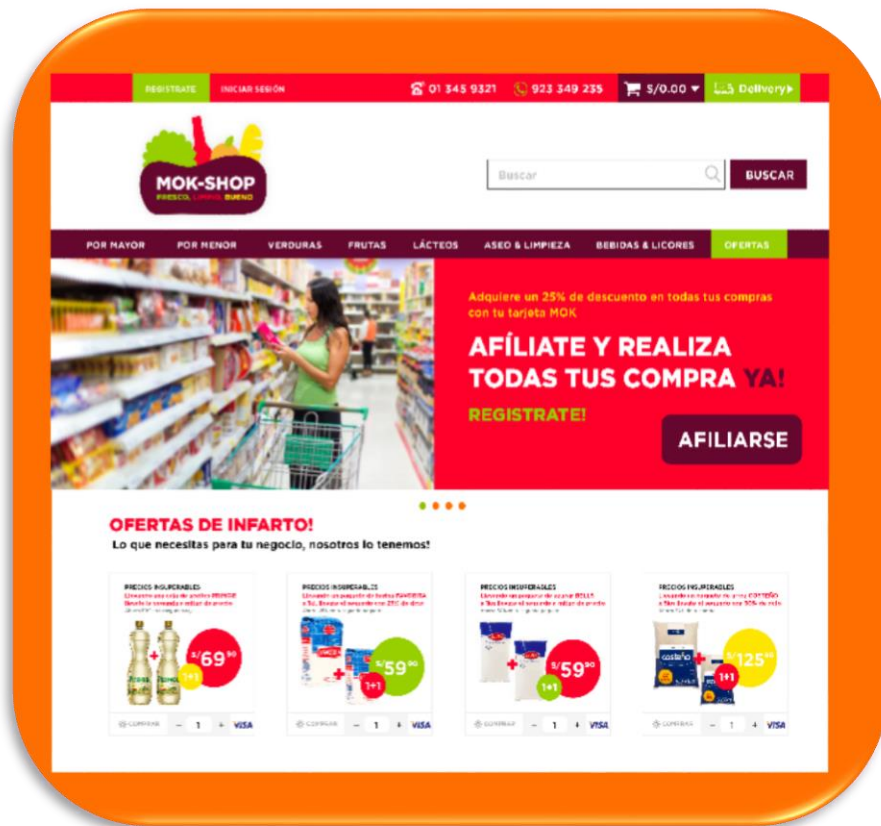 REGISTRATE INICIAR SESIÓN 01 345 9321 923 349 235 S/0.00 Delivery
MOK-SHOP
FRESCO, LIMPIO, BUENO
Buscar BUSCAR
POR MAYOR POR MENOR VERDURAS FRUTAS LÁCTEOS ASEO & LIMPIEZA BEBIDAS & LICORES OFERTAS
Adquiere un 25% de descuento en todas tus compras
con tu tarjeta MOK
AFÍLIATE Y REALIZA
TODAS TUS COMPRA YA!
REGISTRATE!
AFILIARSE
OFERTAS DE INFARTO!
Lo que necesitas para tu negocio, nosotros lo tenemos!
PRECIOS INSUPERABLES
S/69 90
1+1
COMPRAR - 1 + VISA
PRECIOS INSUPERABLES
S/59 90
1+1
COMPRAR - 1 + VISA
PRECIOS INSUPERABLES
S/59 90
1+1
COMPRAR - 1 + VISA
PRECIOS INSUPERABLES
costeño
S/125 90
1+1
COMPRAR - 1 + VISA